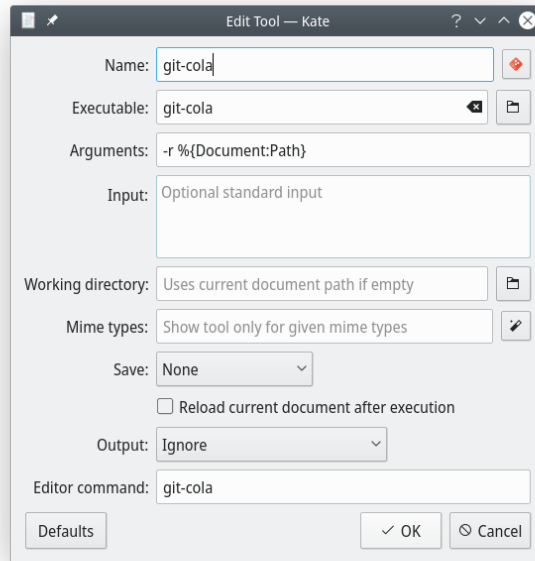 Edit Tool — Kate
Name: git-cola
Executable: git-cola
Arguments: -r %{Document:Path}
Input: Optional standard input
Working directory: Uses current document path if empty
Mime types: Show tool only for given mime types
Save: None
Reload current document after execution
Output: Ignore
Editor command: git-cola
Defaults OK Cancel